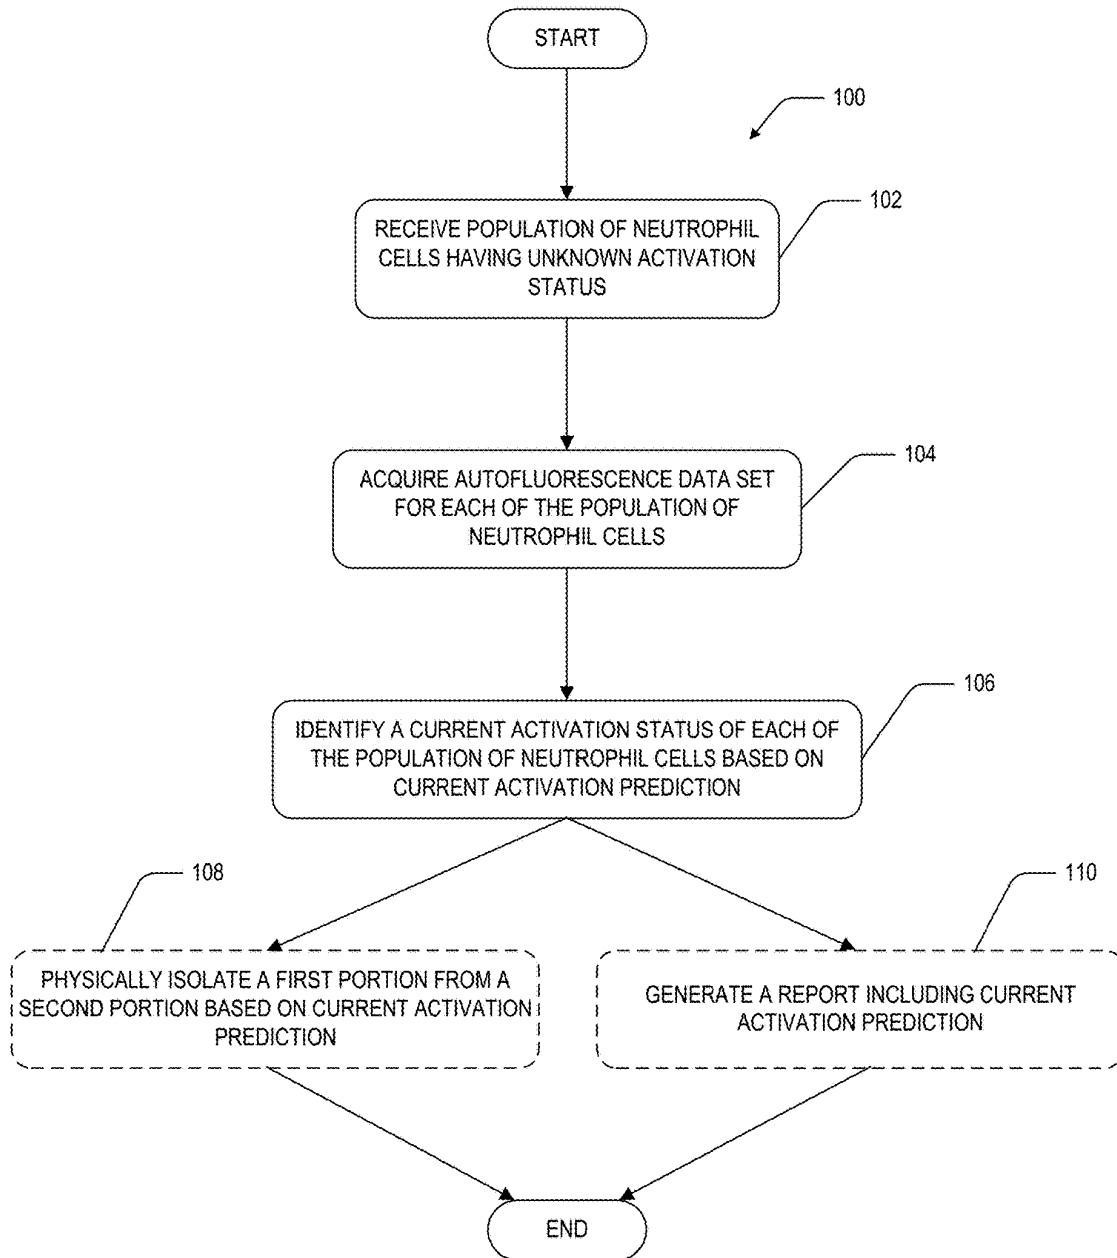 START
100
102
RECEIVE POPULATION OF NEUTROPHIL
CELLS HAVING UNKNOWN ACTIVATION
STATUS
104
ACQUIRE AUTOFLUORESCENCE DATA SET
FOR EACH OF THE POPULATION OF
NEUTROPHIL CELLS
106
IDENTIFY A CURRENT ACTIVATION STATUS OF EACH OF
THE POPULATION OF NEUTROPHIL CELLS BASED ON
CURRENT ACTIVATION PREDICTION
108
PHYSICALLY ISOLATE A FIRST PORTION FROM A
SECOND PORTION BASED ON CURRENT ACTIVATION
PREDICTION
110
GENERATE A REPORT INCLUDING CURRENT
ACTIVATION PREDICTION
END